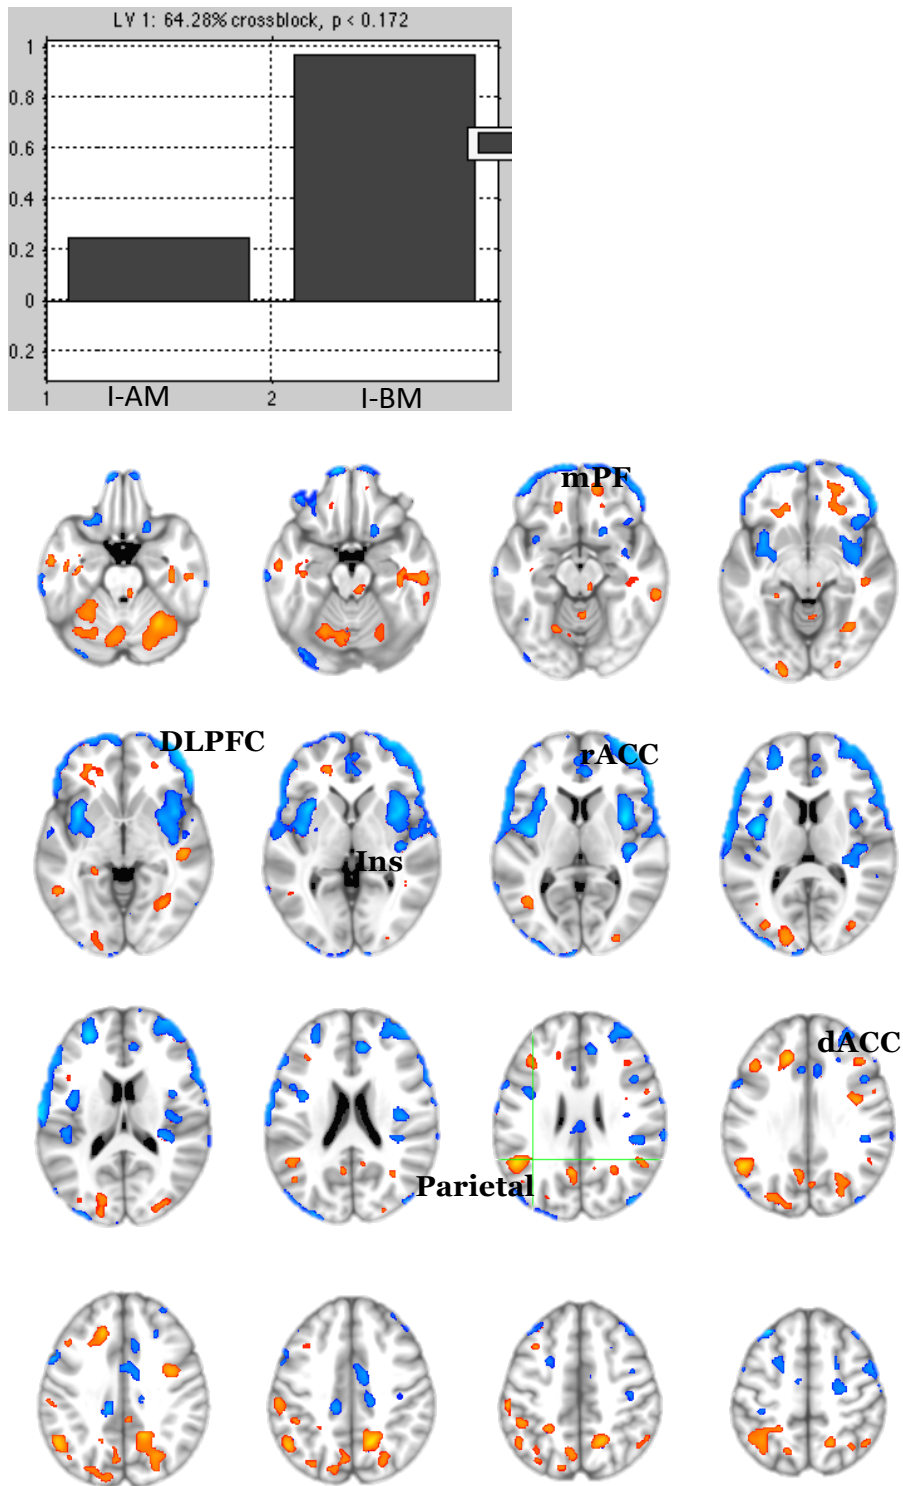 LV 1: 64.28% crossblock, p < 0.172
1
0.8
0.6
0.4
0.2
0
0.2
1 I-AM 2 I-BM
mPF
DLPFC
rACC
Ins
dACC
Parietal